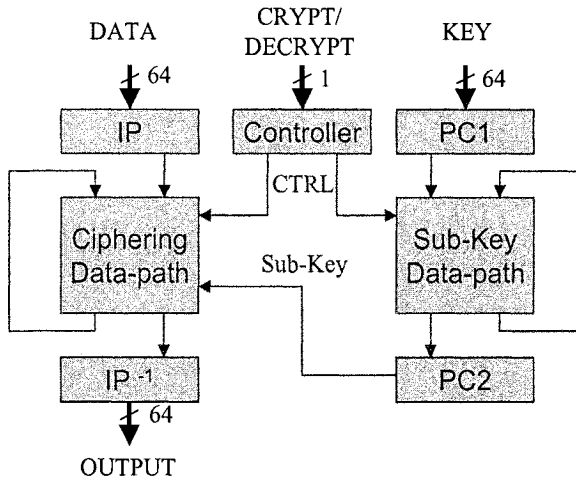 DATA
CRYPT/
DECRYPT
KEY
64
1
64
IP
Controller
PC1
CTRL
Ciphering
Data-path
Sub-Key
Sub-Key
Data-path
IP -1
PC2
64
OUTPUT